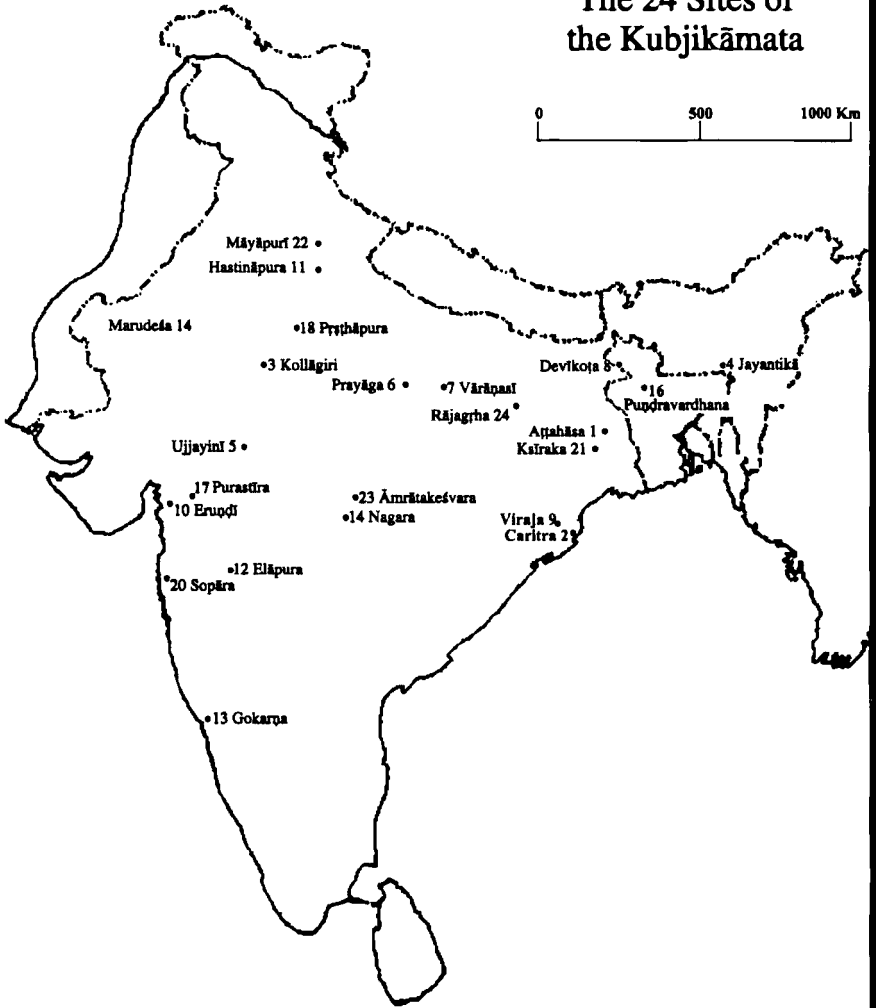 The 24 Sites of
the Kubjikāmata
0 500 1000 Km
Māyāpurī 22
Hastināpura 11
Marudeśa 14
18 Pṛṣṭhāpura
3 Kollāgiri
Devīkoṭa 8
4 Jayantikā
Prayāga 6
7 Vārāṇasī
16
Puṇḍravardhana
Rājagṛha 24
Aṭṭahāsa 1
Ksīraka 21
Ujjayinī 5
17 Purastīra
10 Eruṇḍī
23 Āmrātakeśvara
14 Nagara
Viraja 9
Caritra 2
12 Elāpura
20 Sopāra
13 Gokarṇa